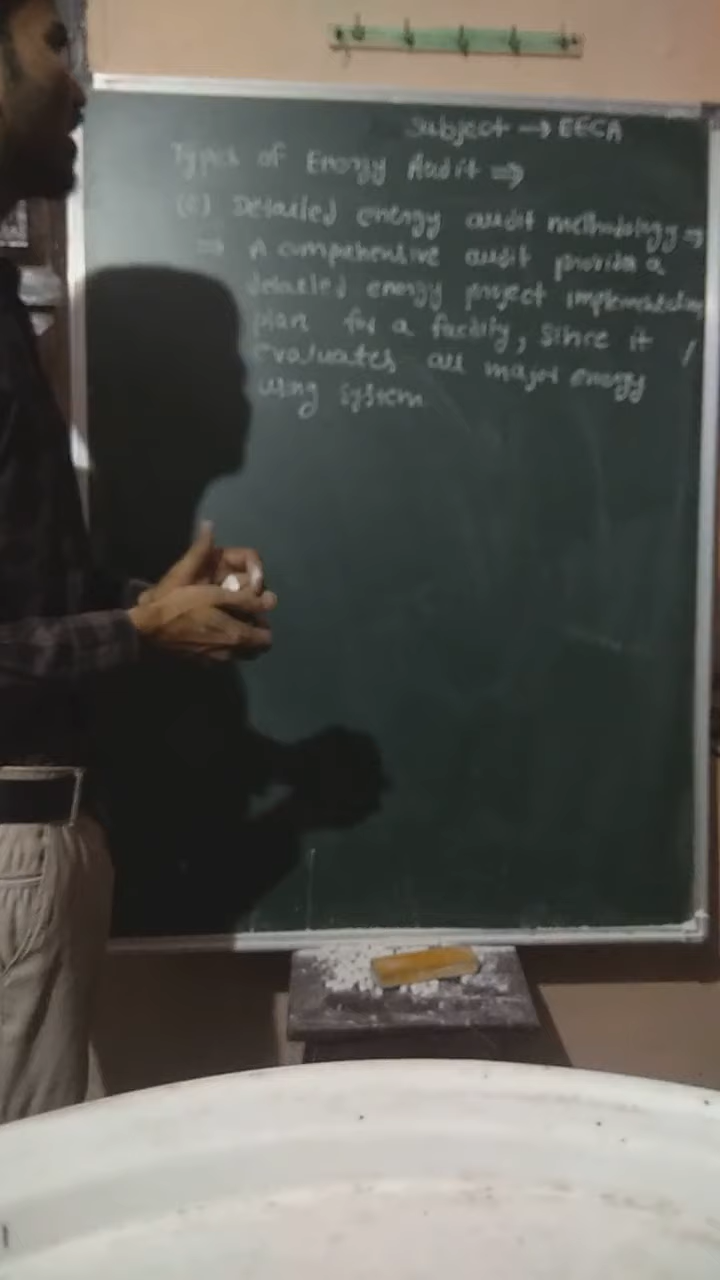 Subject → EECA
Types of Energy Audit ⇒
(C) Detailed energy audit methodology ⇒
⇒ A comprehensive audit provides a
detailed energy project implementation
plan for a facility, since it
evaluates all major energy
using system